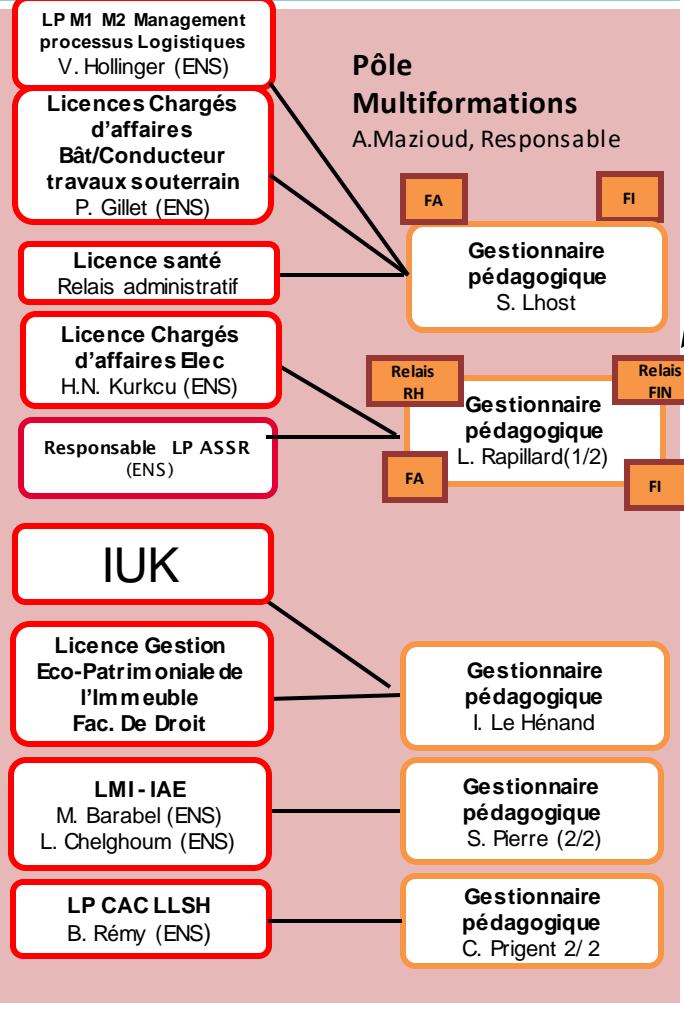 LP M1 M2 Management
processus Logistiques
V. Hollinger (ENS)
Licences Chargés
d'affaires
Bât/Conducteur
travaux souterrain
P. Gillet (ENS)
Licence santé
Relais administratif
Licence Chargés
d'affaires Elec
H.N. Kurkcu (ENS)
Responsable LP ASSR
(ENS)
IUK
Licence Gestion
Eco-Patrimoniale de
l'Immeuble
Fac. De Droit
LMI - IAE
M. Barabel (ENS)
L. Chelghoum (ENS)
LP CAC LLSH
B. Rémy (ENS)
Pôle
Multiformations
A.Mazioud, Responsable
FA
FI
Gestionnaire
pédagogique
S. Lhost
Relais
RH
Relais
FIN
Gestionnaire
pédagogique
L. Rapillard(1/2)
FA
FI
Gestionnaire
pédagogique
I. Le Hénand
Gestionnaire
pédagogique
S. Pierre (2/2)
Gestionnaire
pédagogique
C. Prigent 2/ 2